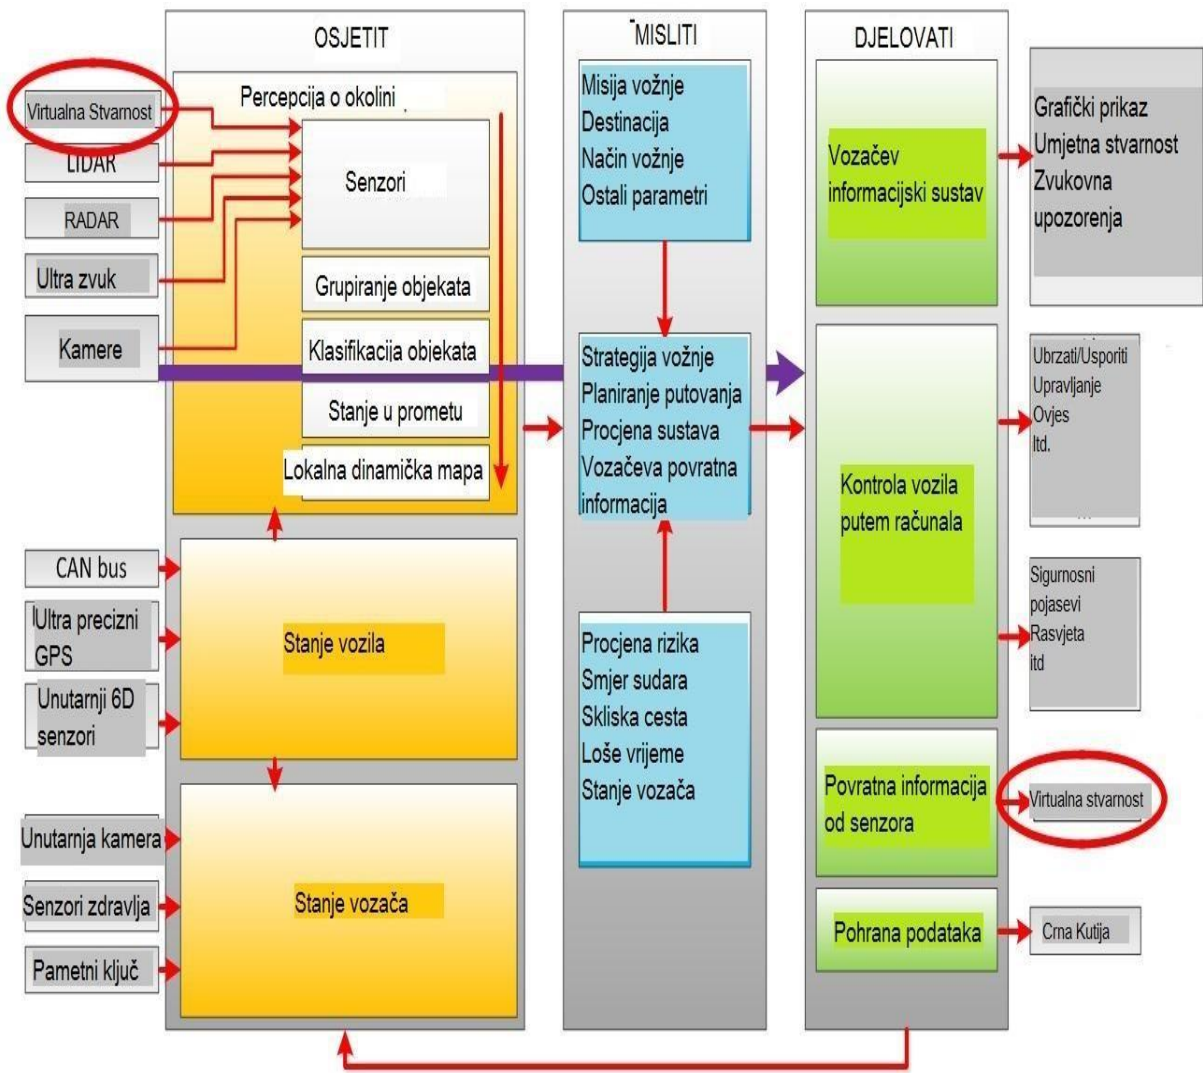 OSJETIT
Percepcija o okolini
Virtualna Stvarnost
LIDAR
RADAR
Ultra zvuk
Kamere
Senzori
Grupiranje objekata
Klasifikacija objekata
Stanje u prometu
Lokalna dinamička mapa
CAN bus
Ultra precizni
GPS
Unutarnji 6D
senzori
Stanje vozila
Unutarnja kamera
Senzori zdravlja
Pametni ključ
Stanje vozača
MISLITI
Misija vožnje
Destinacija
Način vožnje
Ostali parametri
Strategija vožnje
Planiranje putovanja
Procjena sustava
Vozačeva povratna
informacija
Procjena rizika
Smjer sudara
Skliska cesta
Loše vrijeme
Stanje vozača
DJELOVATI
Vozačev
informacijski sustav
Kontrola vozila
putem računala
Povratna informacija
od senzora
Pohrana podataka
Grafički prikaz
Umjetna stvarnost
Zvukovna
upozorenja
Ubrzati/Usporiti
Upravljanje
Ovjes
Itd.
Sigurnosni
pojasevi
Rasvjeta
itd
Virtualna stvarnost
Crna Kutija